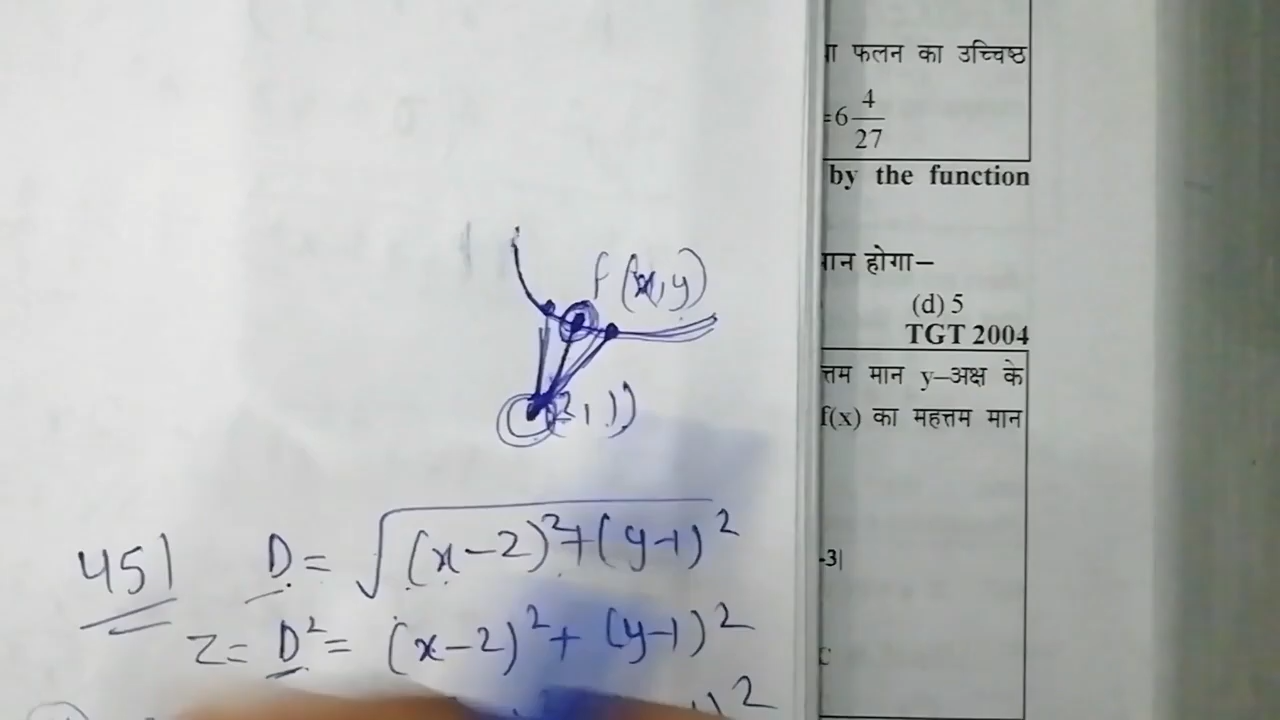 f (x, y)
(2, 1)
451 D = √(x-2)²+(y-1)²
z = D² = (x-2)² + (y-1)²
फलन का उच्चिष्ठ
=6 4/27
by the function
मान होगा–
(d) 5
TGT 2004
मान y–अक्ष के
f(x) का महत्तम मान
-3|